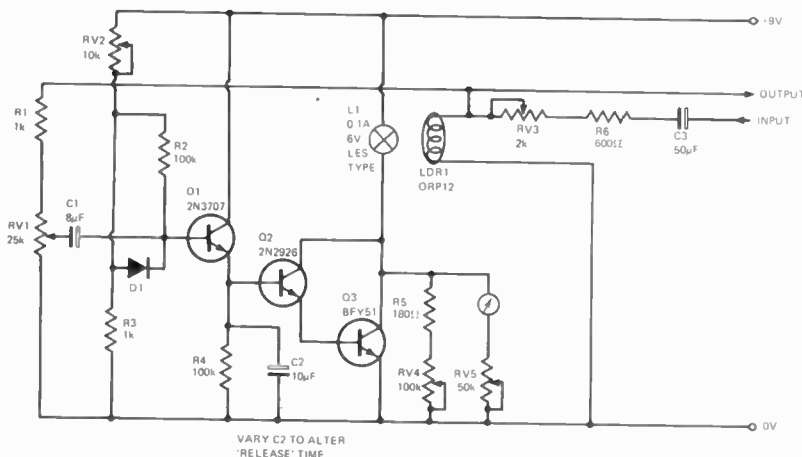 +9V
RV2
10k
OUTPUT
R1
1k
L1
0.1A
6V
LES
TYPE
RV3
2k
R6
600Ω
C3
50µF
INPUT
R2
100k
LDR1
ORP12
C1
8µF
Q1
2N3707
RV1
25k
Q2
2N2926
D1
Q3
BFY51
R5
180Ω
R3
1k
R4
100k
C2
10µF
RV4
100k
RV5
50k
0V
VARY C2 TO ALTER
'RELEASE' TIME